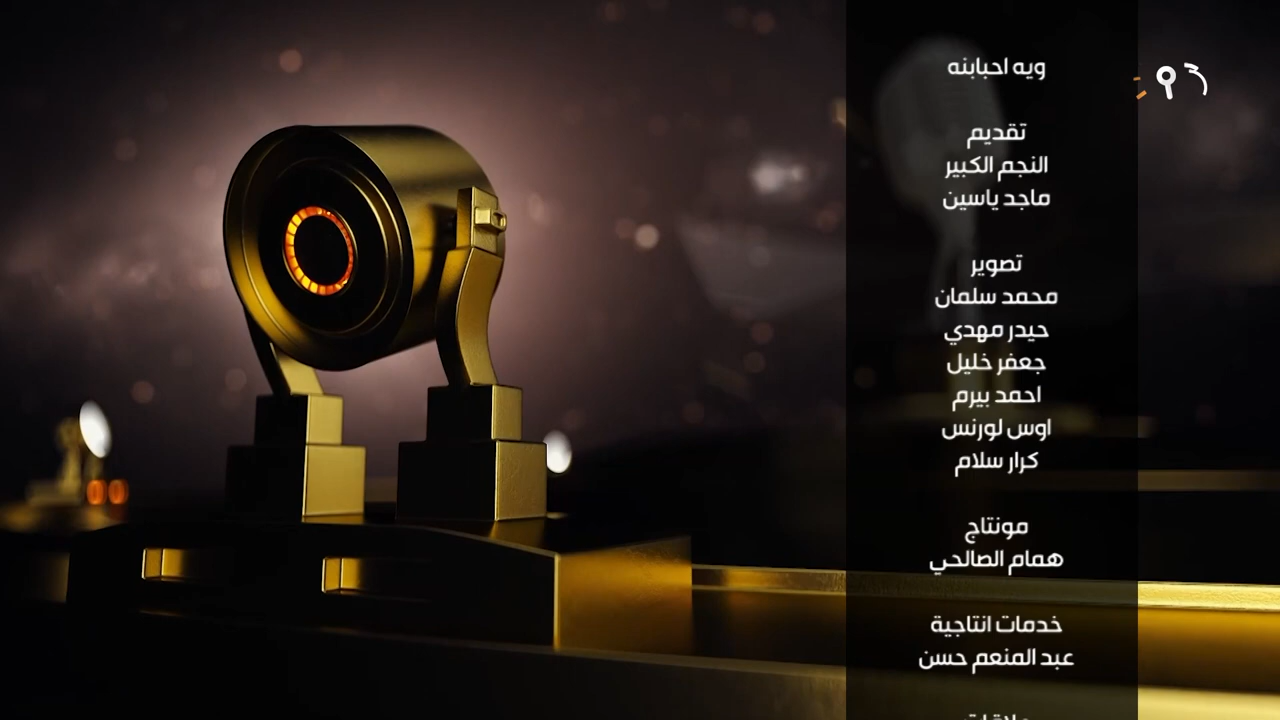 ويه احبابنه
تقديم
النجم الكبير
ماجد ياسين
تصوير
محمد سلمان
حيدر مهدي
جعفر خليل
احمد بيرم
اوس لورنس
كرار سلام
مونتاج
همام الصالحي
خدمات انتاجية
عبد المنعم حسن